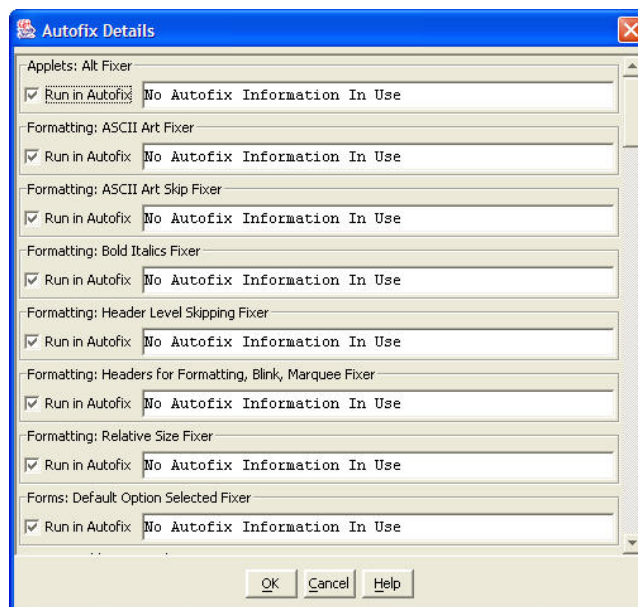 Autofix Details
Applets: Alt Fixer
Run in Autofix No Autofix Information In Use
Formatting: ASCII Art Fixer
Run in Autofix No Autofix Information In Use
Formatting: ASCII Art Skip Fixer
Run in Autofix No Autofix Information In Use
Formatting: Bold Italics Fixer
Run in Autofix No Autofix Information In Use
Formatting: Header Level Skipping Fixer
Run in Autofix No Autofix Information In Use
Formatting: Headers for Formatting, Blink, Marquee Fixer
Run in Autofix No Autofix Information In Use
Formatting: Relative Size Fixer
Run in Autofix No Autofix Information In Use
Forms: Default Option Selected Fixer
Run in Autofix No Autofix Information In Use
OK Cancel Help